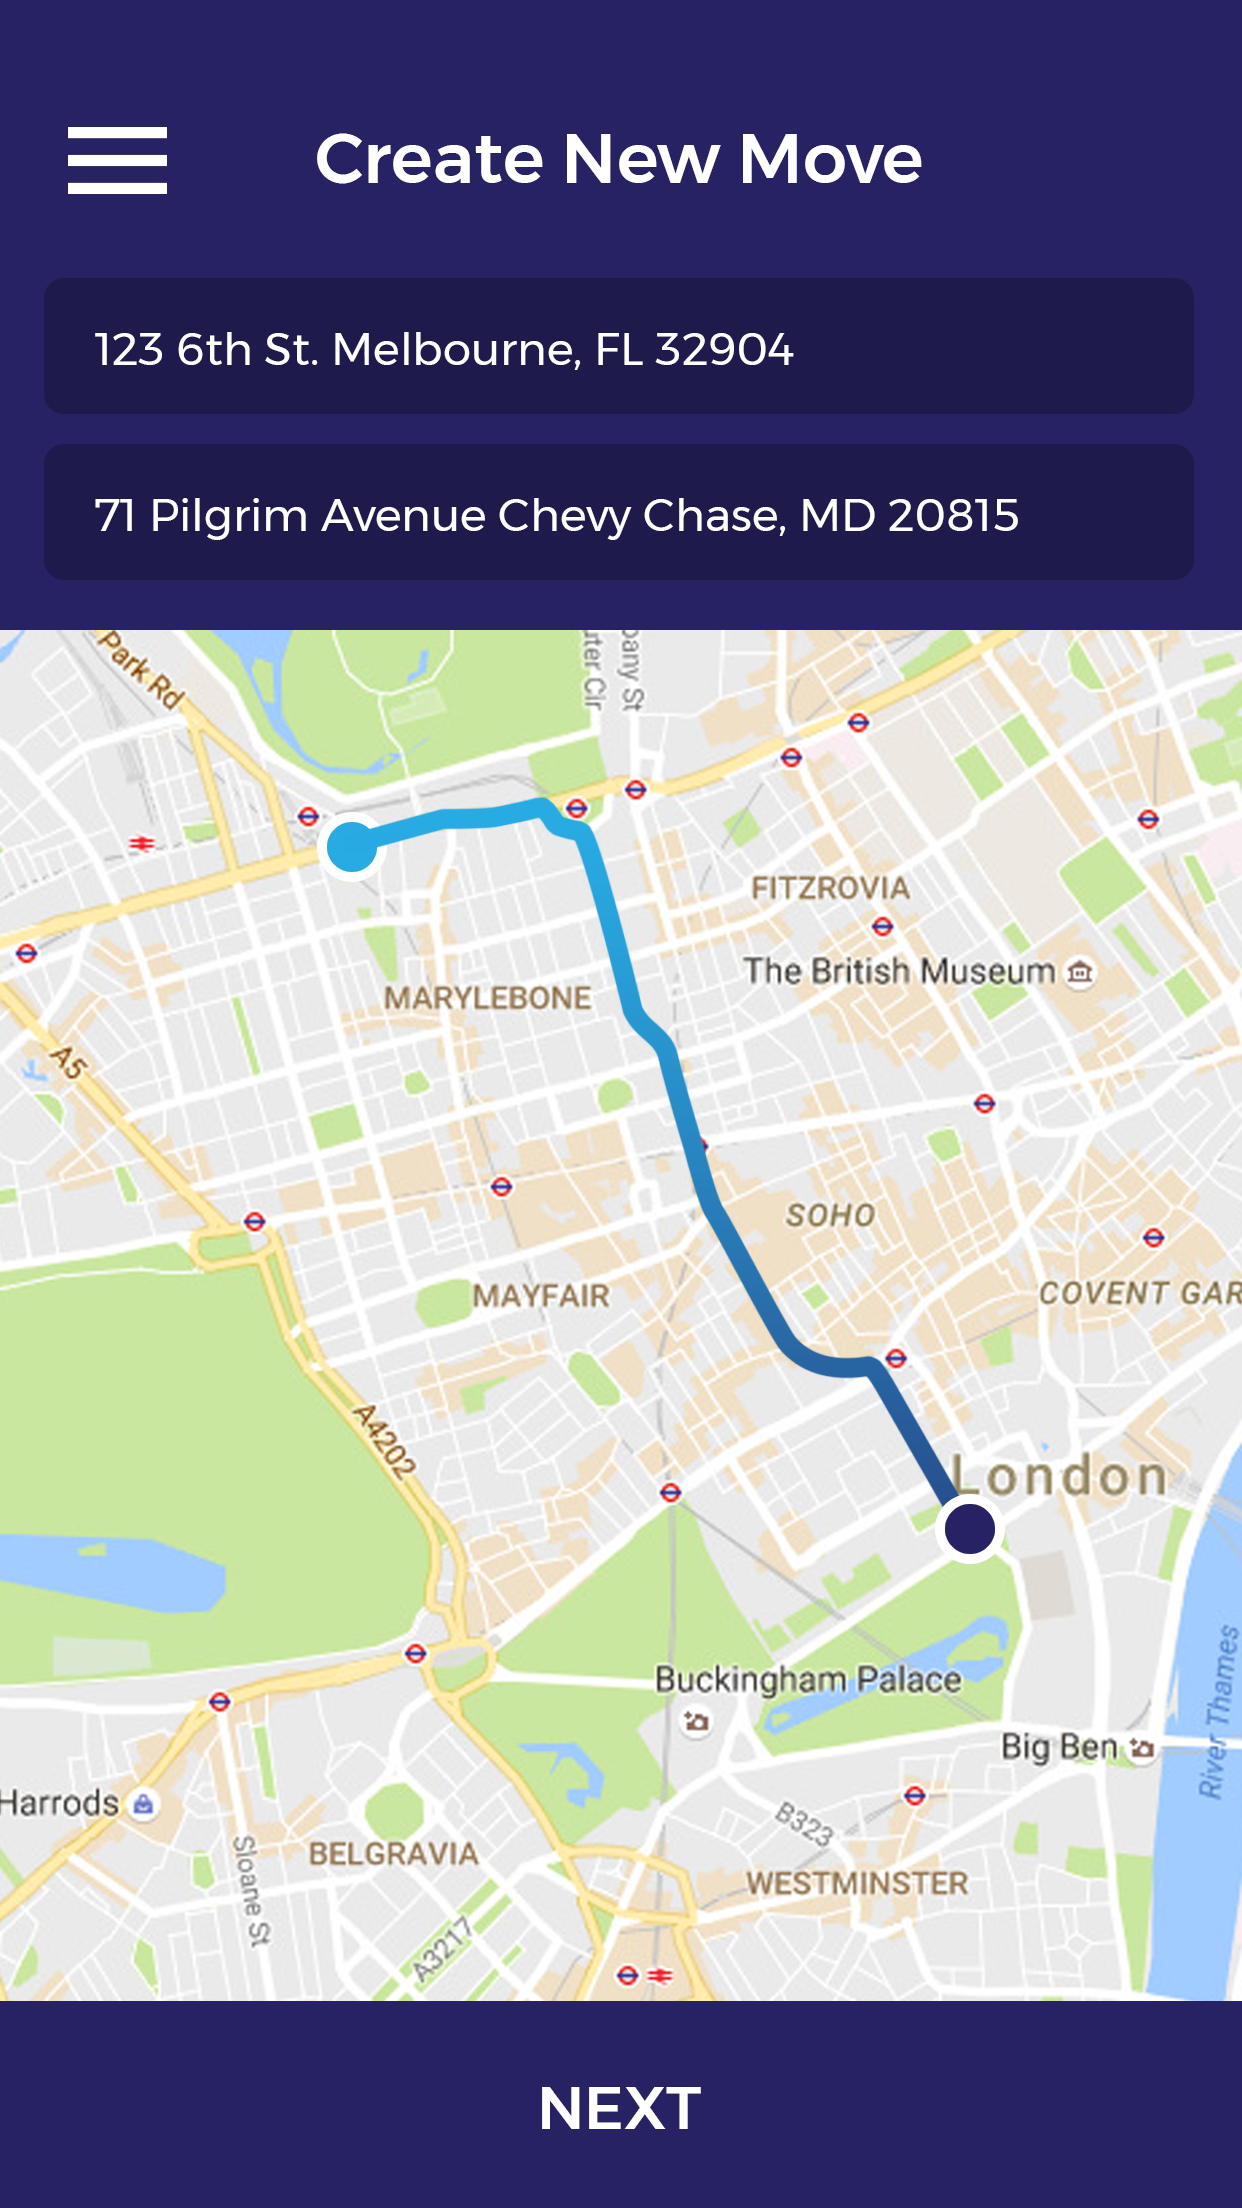 Create New Move
123 6th St. Melbourne, FL 32904
71 Pilgrim Avenue Chevy Chase, MD 20815
Park Rd
uter Cir
bany St
FITZROVIA
The British Museum
MARYLEBONE
A5
SOHO
MAYFAIR
COVENT GAR
A4202
London
Buckingham Palace
River Thames
Big Ben
Harrods
B323
BELGRAVIA
Sloane St
WESTMINSTER
A3217
NEXT